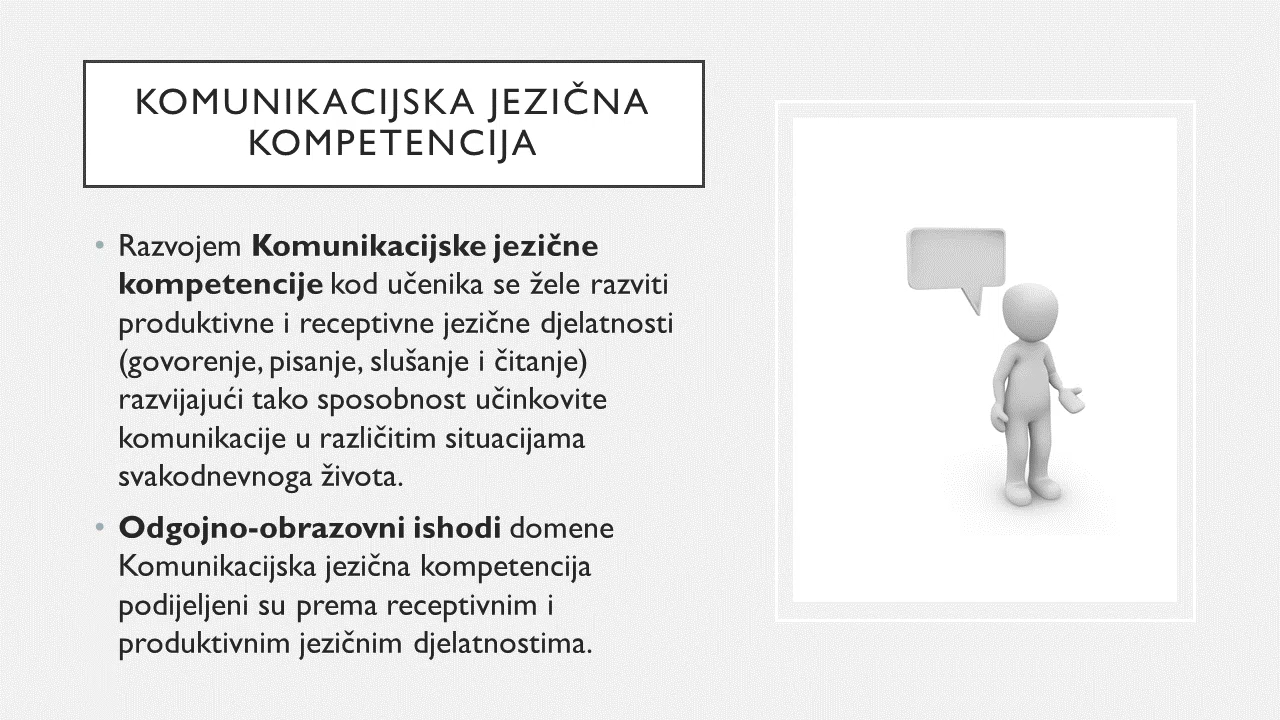 KOMUNIKACIJSKA JEZIČNA
KOMPETENCIJA
• Razvojem Komunikacijske jezične
kompetencije kod učenika se žele razviti
produktivne i receptivne jezične djelatnosti
(govorenje, pisanje, slušanje i čitanje)
razvijajući tako sposobnost učinkovite
komunikacije u različitim situacijama
svakodnevnoga života.
• Odgojno-obrazovni ishodi domene
Komunikacijska jezična kompetencija
podijeljeni su prema receptivnim i
produktivnim jezičnim djelatnostima.